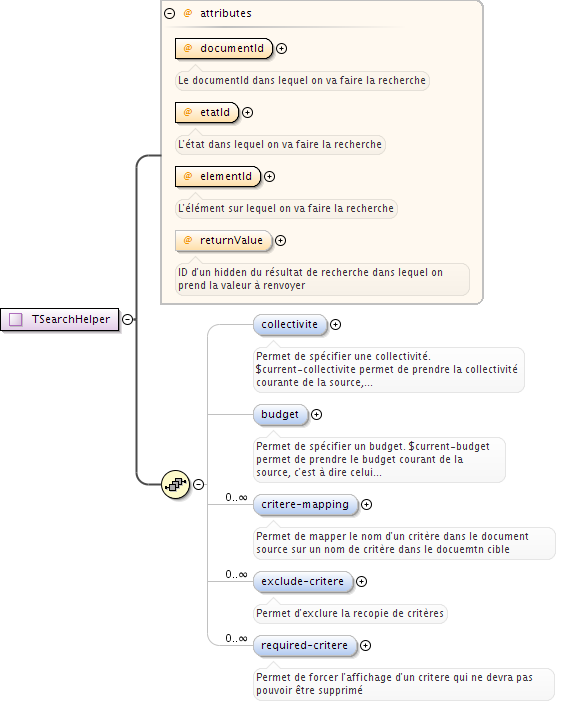 attributes
@ documentId
Le documentId dans lequel on va faire la recherche
@ etatId
L'état dans lequel on va faire la recherche
@ elementId
L'élément sur lequel on va faire la recherche
@ returnValue
ID d'un hidden du résultat de recherche dans lequel on
prend la valeur à renvoyer
TSearchHelper
collectivite
Permet de spécifier une collectivité.
$current-collectivite permet de prendre la collectivité
courante de la source,...
budget
Permet de spécifier un budget. $current-budget
permet de prendre le budget courant de la
source, c'est à dire celui...
0..∞
critere-mapping
Permet de mapper le nom d'un critère dans le document
source sur un nom de critère dans le docuemtn cible
0..∞
exclude-critere
Permet d'exclure la recopie de critères
0..∞
required-critere
Permet de forcer l'affichage d'un critere qui ne devra pas
pouvoir être supprimé